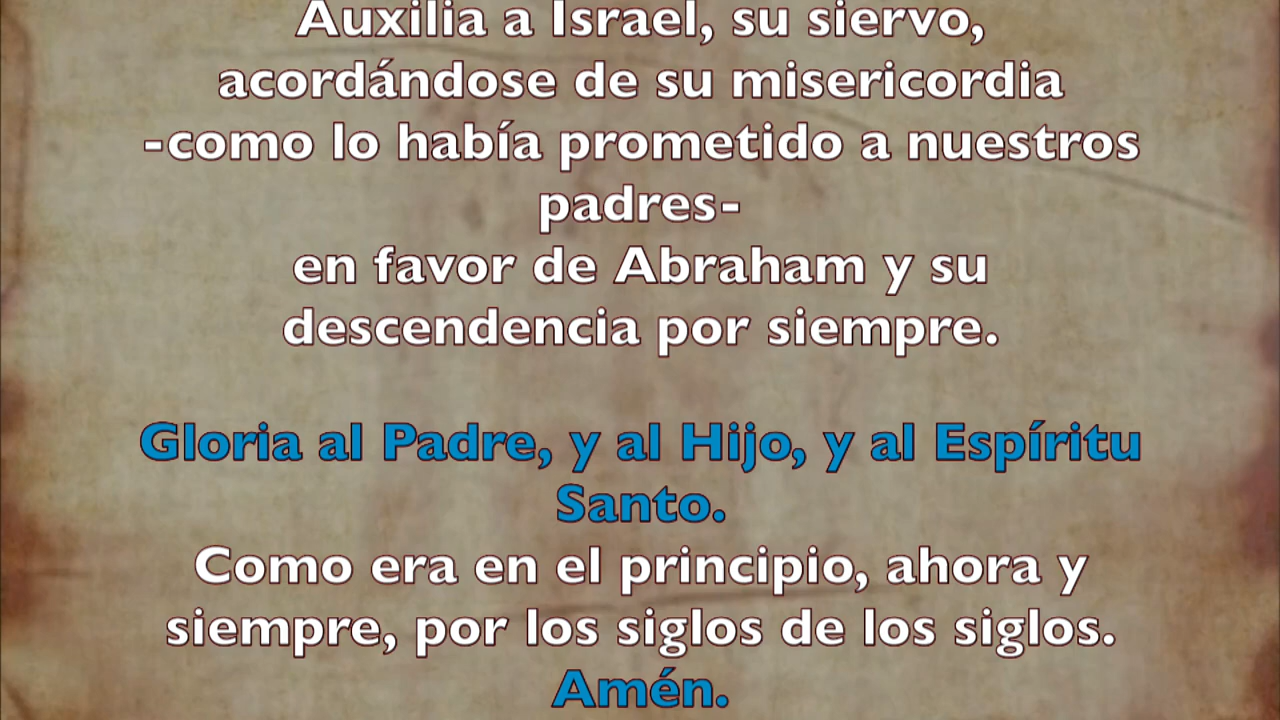 Auxilia a Israel, su siervo,
acordándose de su misericordia
-como lo había prometido a nuestros
padres-
en favor de Abraham y su
descendencia por siempre.
Gloria al Padre, y al Hijo, y al Espíritu
Santo.
Como era en el principio, ahora y
siempre, por los siglos de los siglos.
Amén.